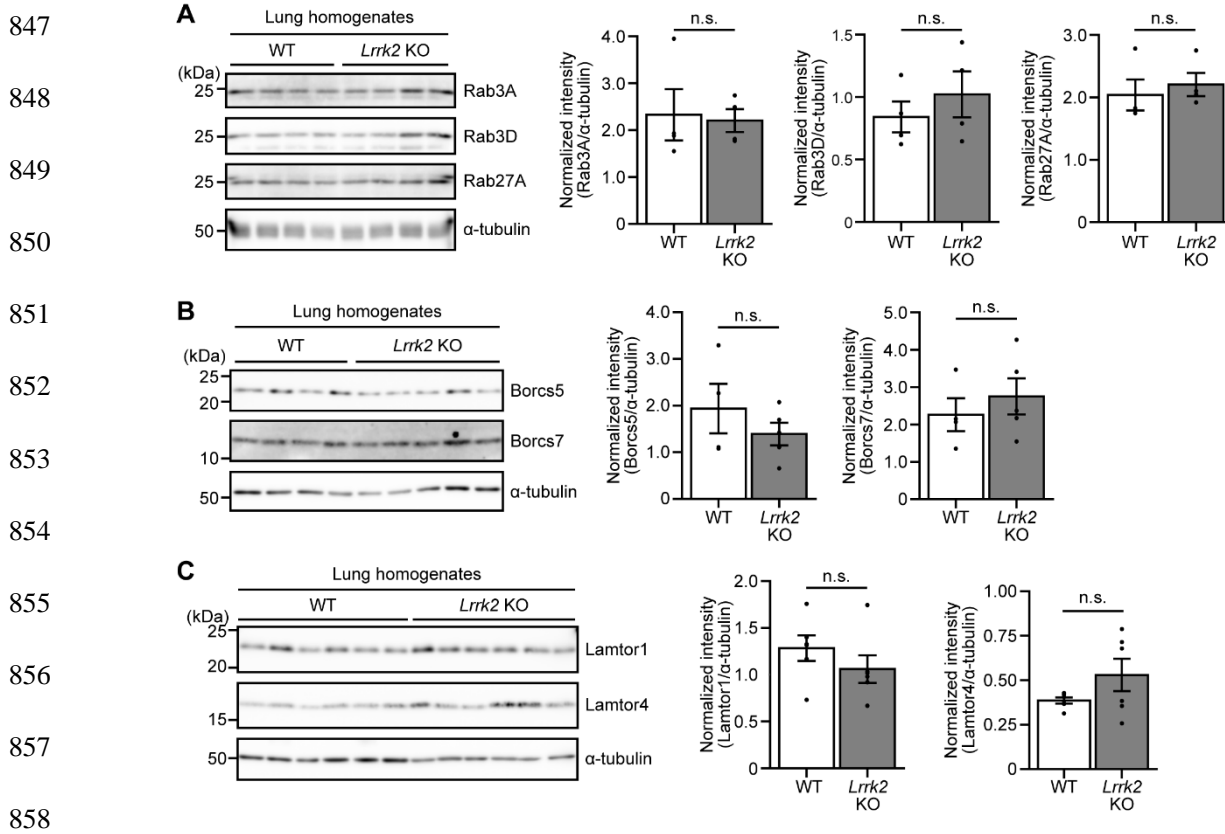 847
848
849
850
851
852
853
854
855
856
857
858
A
Lung homogenates
WT Lrrk2 KO
(kDa)
25 Rab3A
25 Rab3D
25 Rab27A
50 α-tubulin
Normalized intensity
(Rab3A/α-tubulin)
n.s.
4.0
3.0
2.0
1.0
0
WT Lrrk2
KO
Normalized intensity
(Rab3D/α-tubulin)
n.s.
1.5
1.0
0.5
0
WT Lrrk2
KO
Normalized intensity
(Rab27A/α-tubulin)
n.s.
3.0
2.0
1.0
0
WT Lrrk2
KO
B
Lung homogenates
WT Lrrk2 KO
(kDa)
25
20
Borcs5
10
Borcs7
50 α-tubulin
Normalized intensity
(Borcs5/α-tubulin)
n.s.
4.0
3.0
2.0
1.0
0
WT Lrrk2
KO
Normalized intensity
(Borcs7/α-tubulin)
n.s.
5.0
4.0
3.0
2.0
1.0
0
WT Lrrk2
KO
C
Lung homogenates
WT Lrrk2 KO
(kDa)
25
20
Lamtor1
15
Lamtor4
50 α-tubulin
Normalized intensity
(Lamtor1/α-tubulin)
n.s.
2.0
1.5
1.0
0.5
0
WT Lrrk2
KO
Normalized intensity
(Lamtor4/α-tubulin)
n.s.
1.00
0.75
0.50
0.25
0
WT Lrrk2
KO